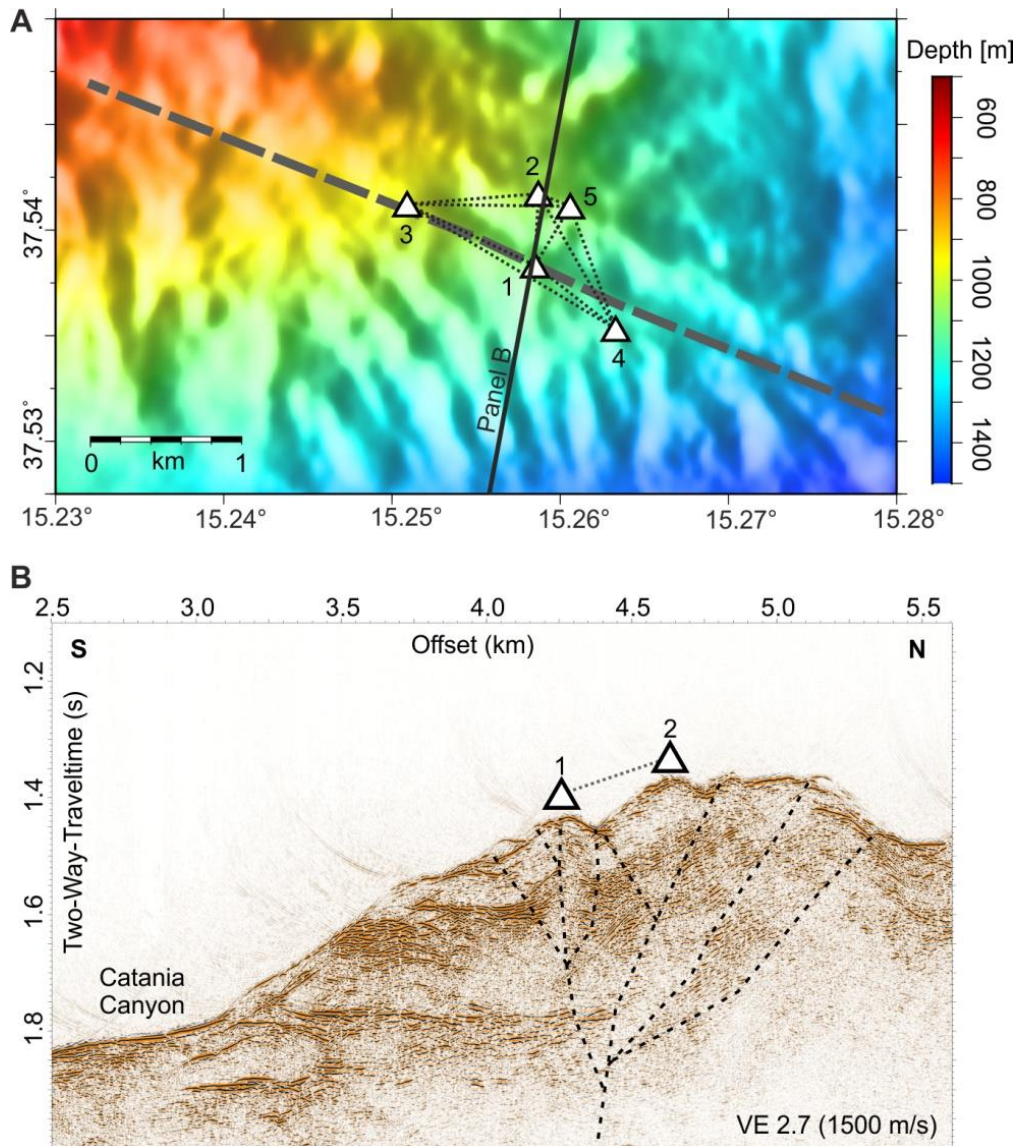 A
Depth [m]
600
800
1000
1200
1400
37.54
37.53
2
5
3
1
4
Panel B
0 km 1
15.23° 15.24° 15.25° 15.26° 15.27° 15.28°
B
2.5 3.0 3.5 4.0 4.5 5.0 5.5
Offset (km)
S N
Two-Way-Traveltime (s)
1.2
1.4
1.6
1.8
1
2
Catania
Canyon
VE 2.7 (1500 m/s)